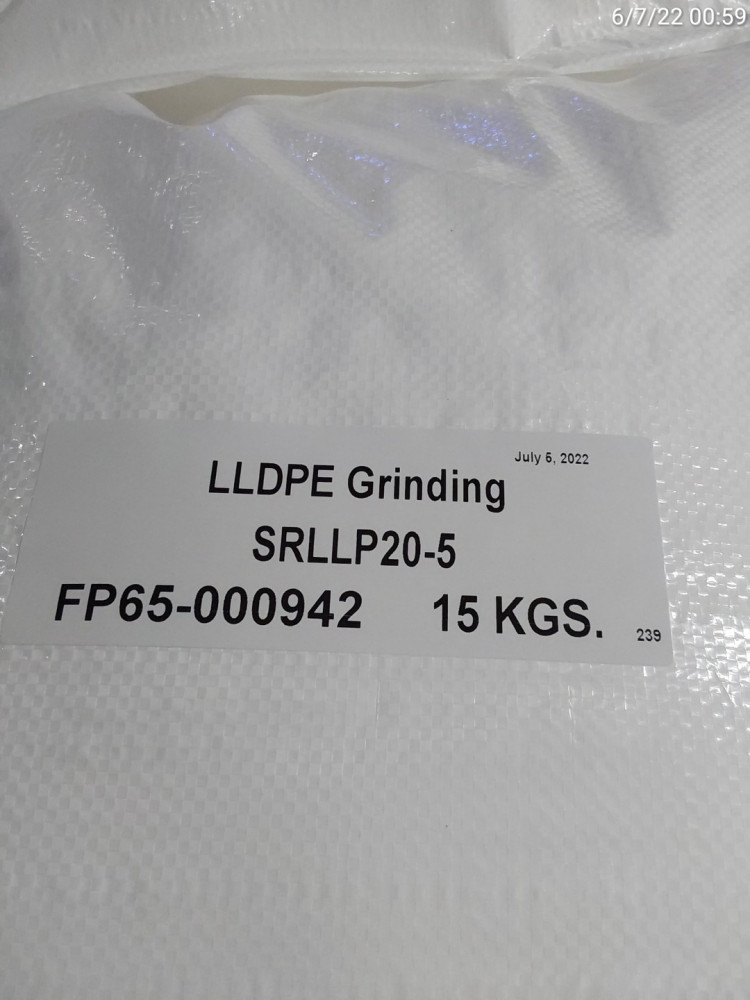 6/7/22 00:59
July 6, 2022
LLDPE Grinding
SRLLP20-5
FP65-000942 15 KGS.
239